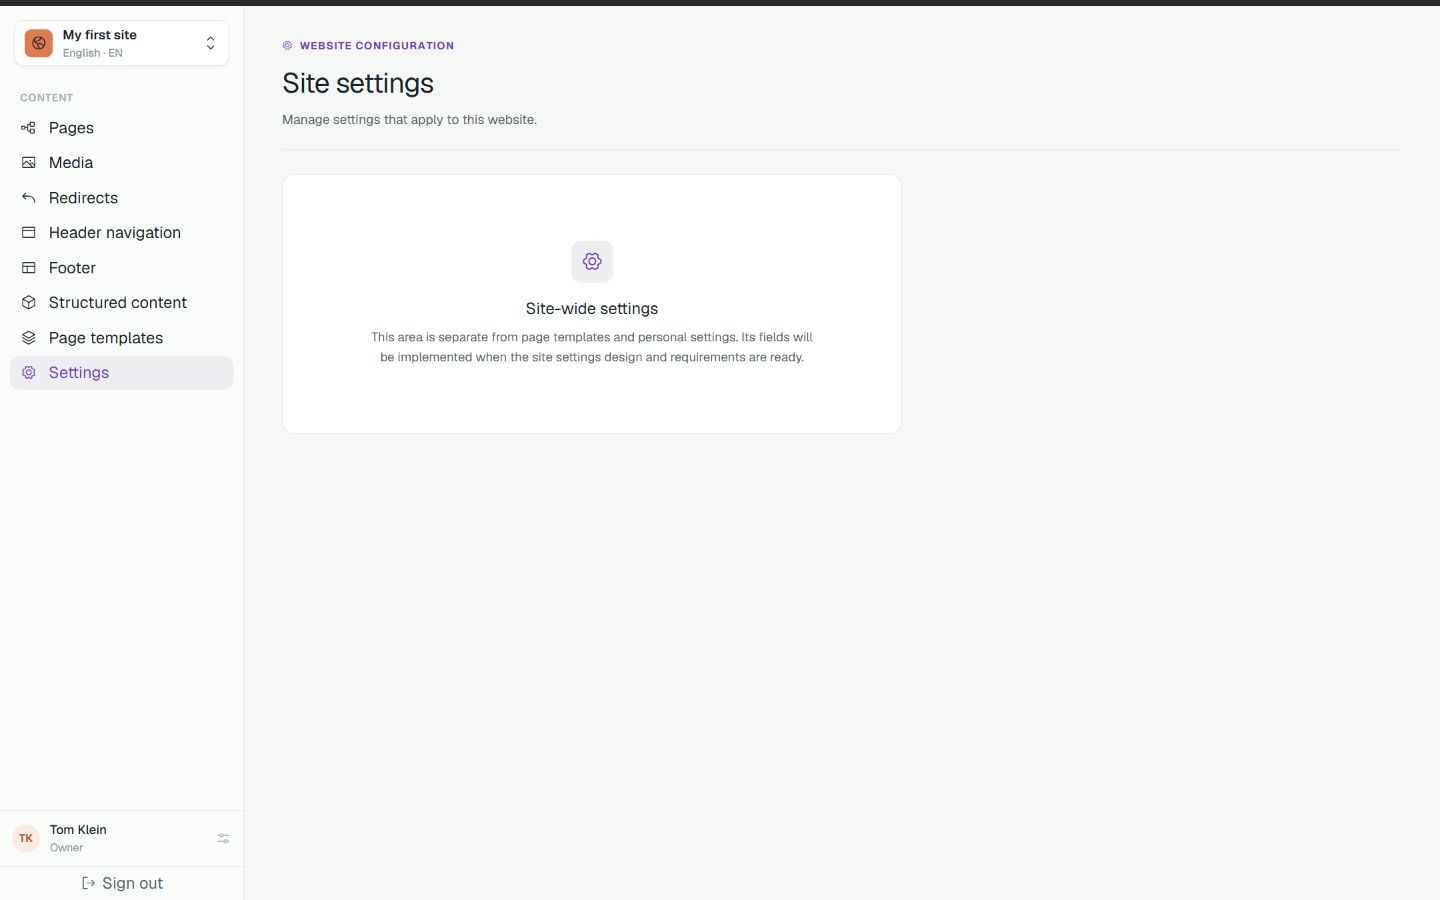 My first site
English · EN
CONTENT
Pages
Media
Redirects
Header navigation
Footer
Structured content
Page templates
Settings
TK
Tom Klein
Owner
Sign out
WEBSITE CONFIGURATION
Site settings
Manage settings that apply to this website.
Site-wide settings
This area is separate from page templates and personal settings. Its fields will
be implemented when the site settings design and requirements are ready.